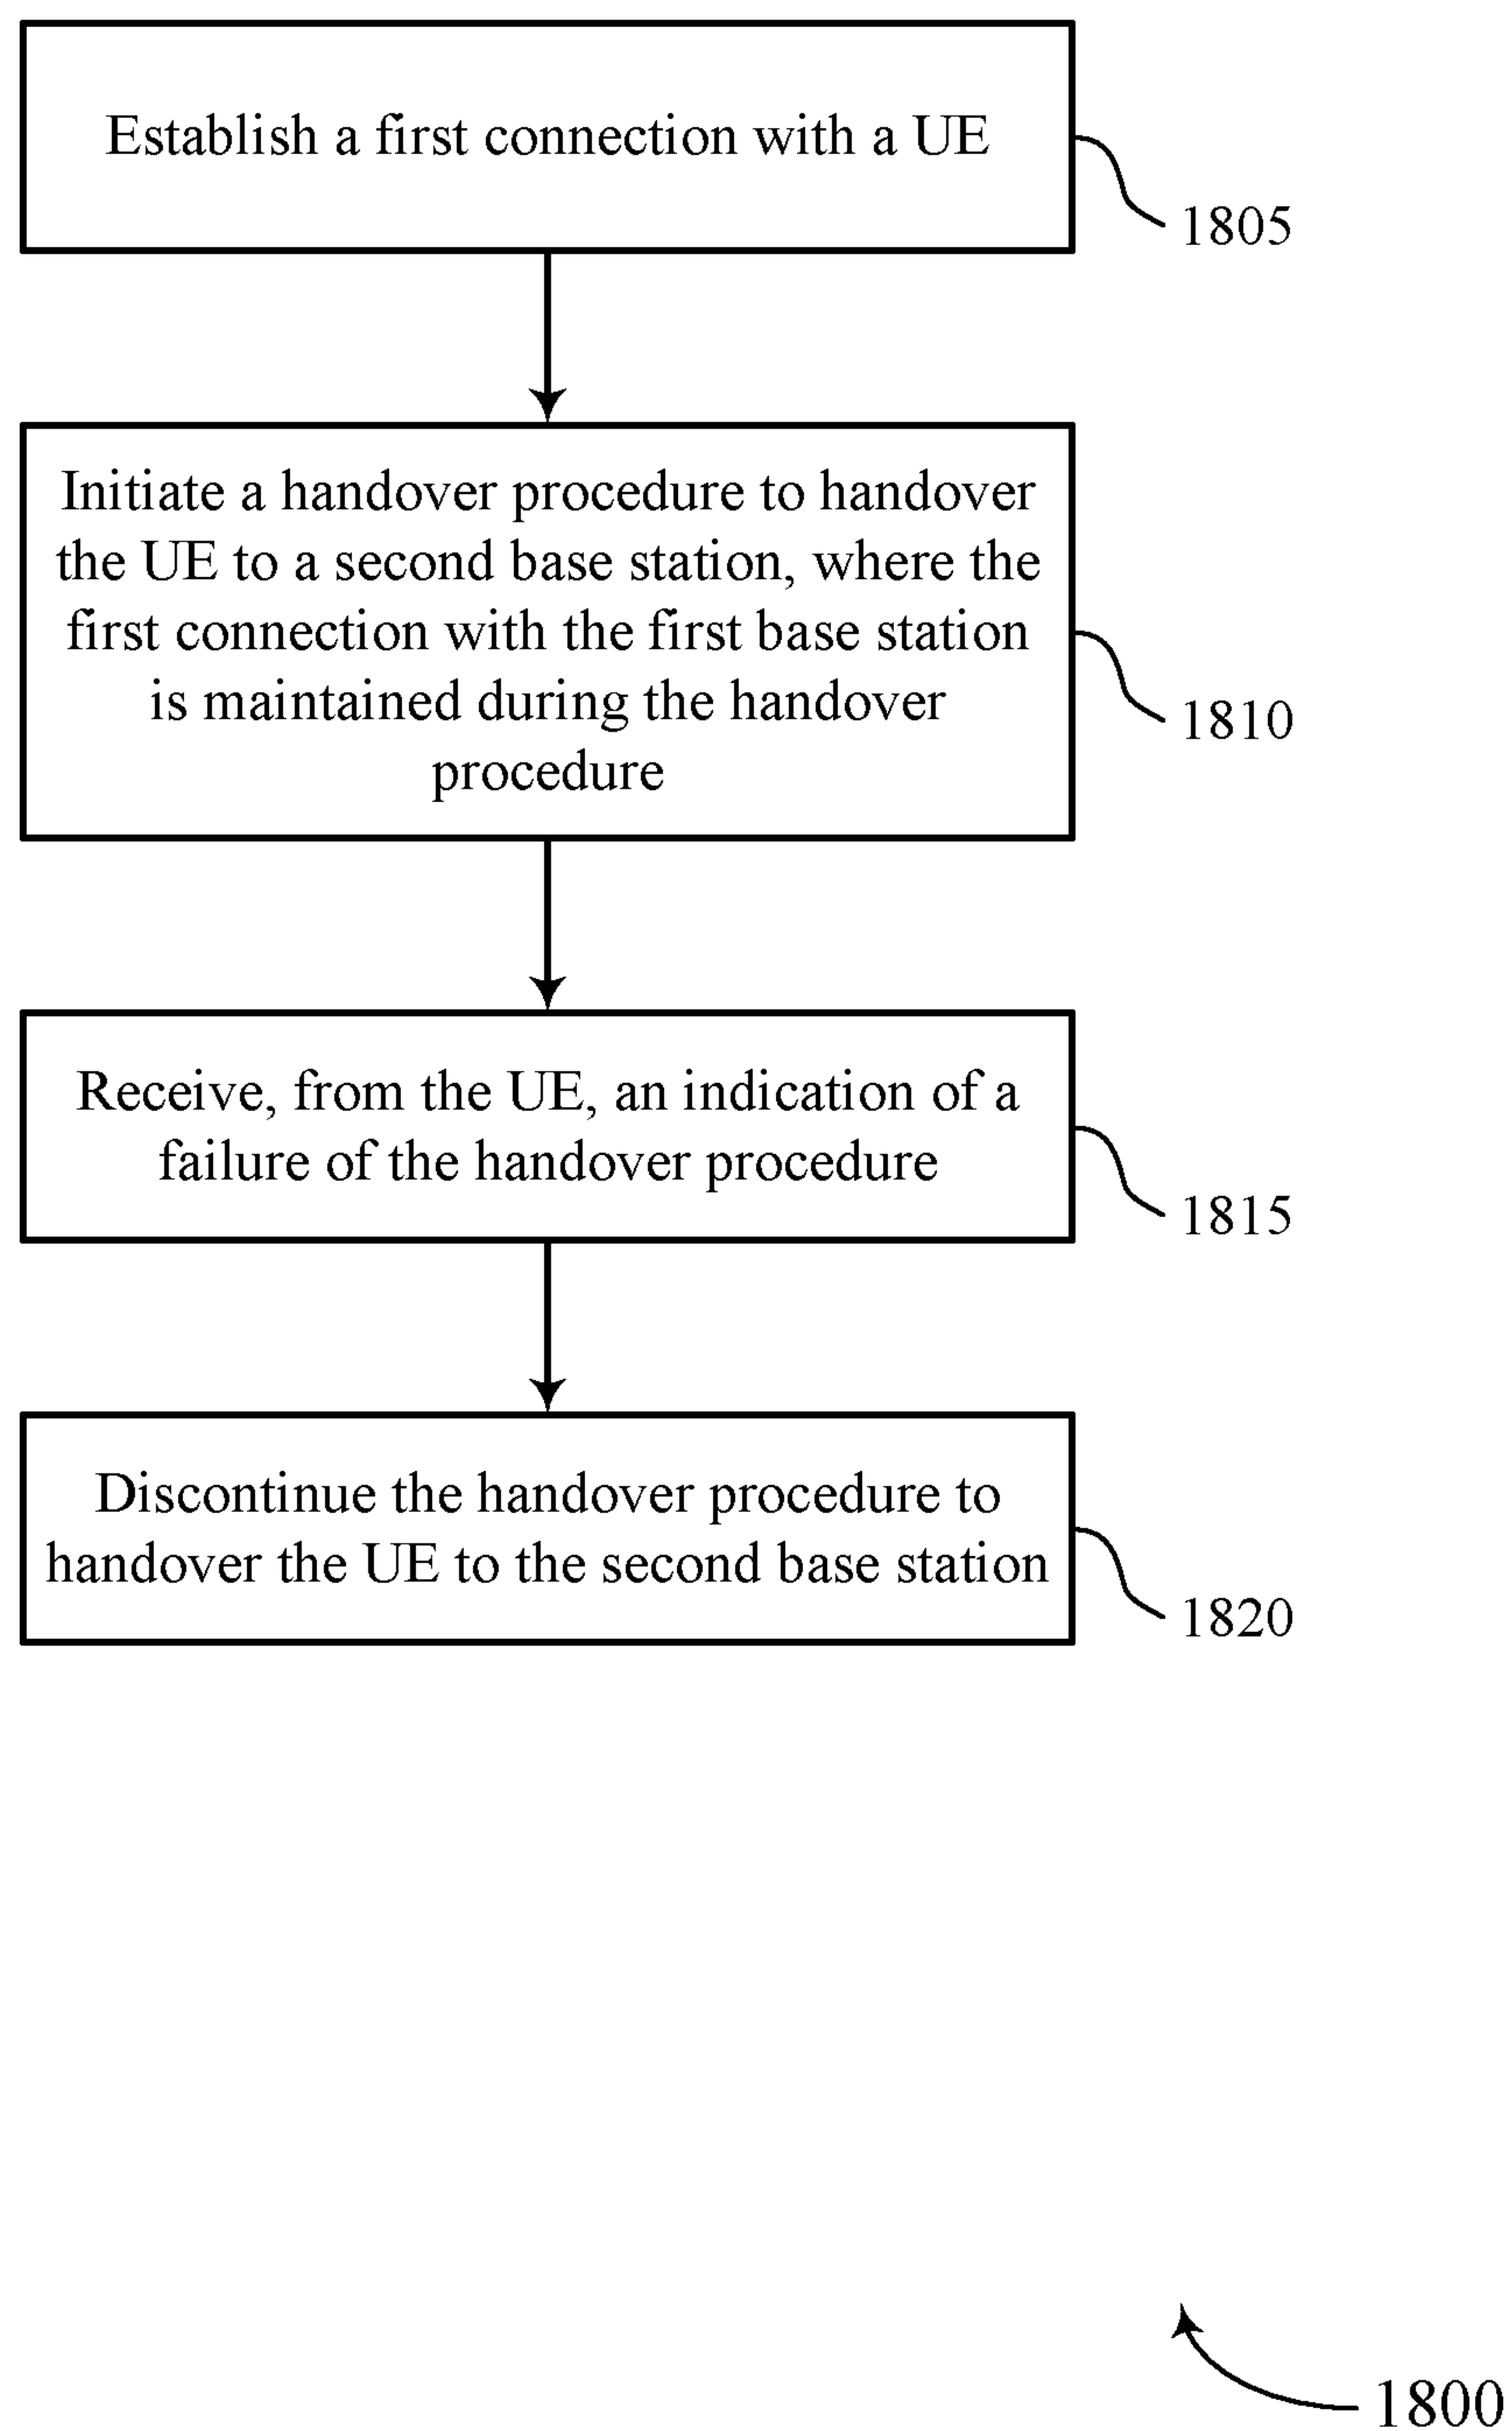 Establish a first connection with a UE
1805
Initiate a handover procedure to handover
the UE to a second base station, where the
first connection with the first base station
is maintained during the handover
procedure
1810
Receive, from the UE, an indication of a
failure of the handover procedure
1815
Discontinue the handover procedure to
handover the UE to the second base station
1820
1800